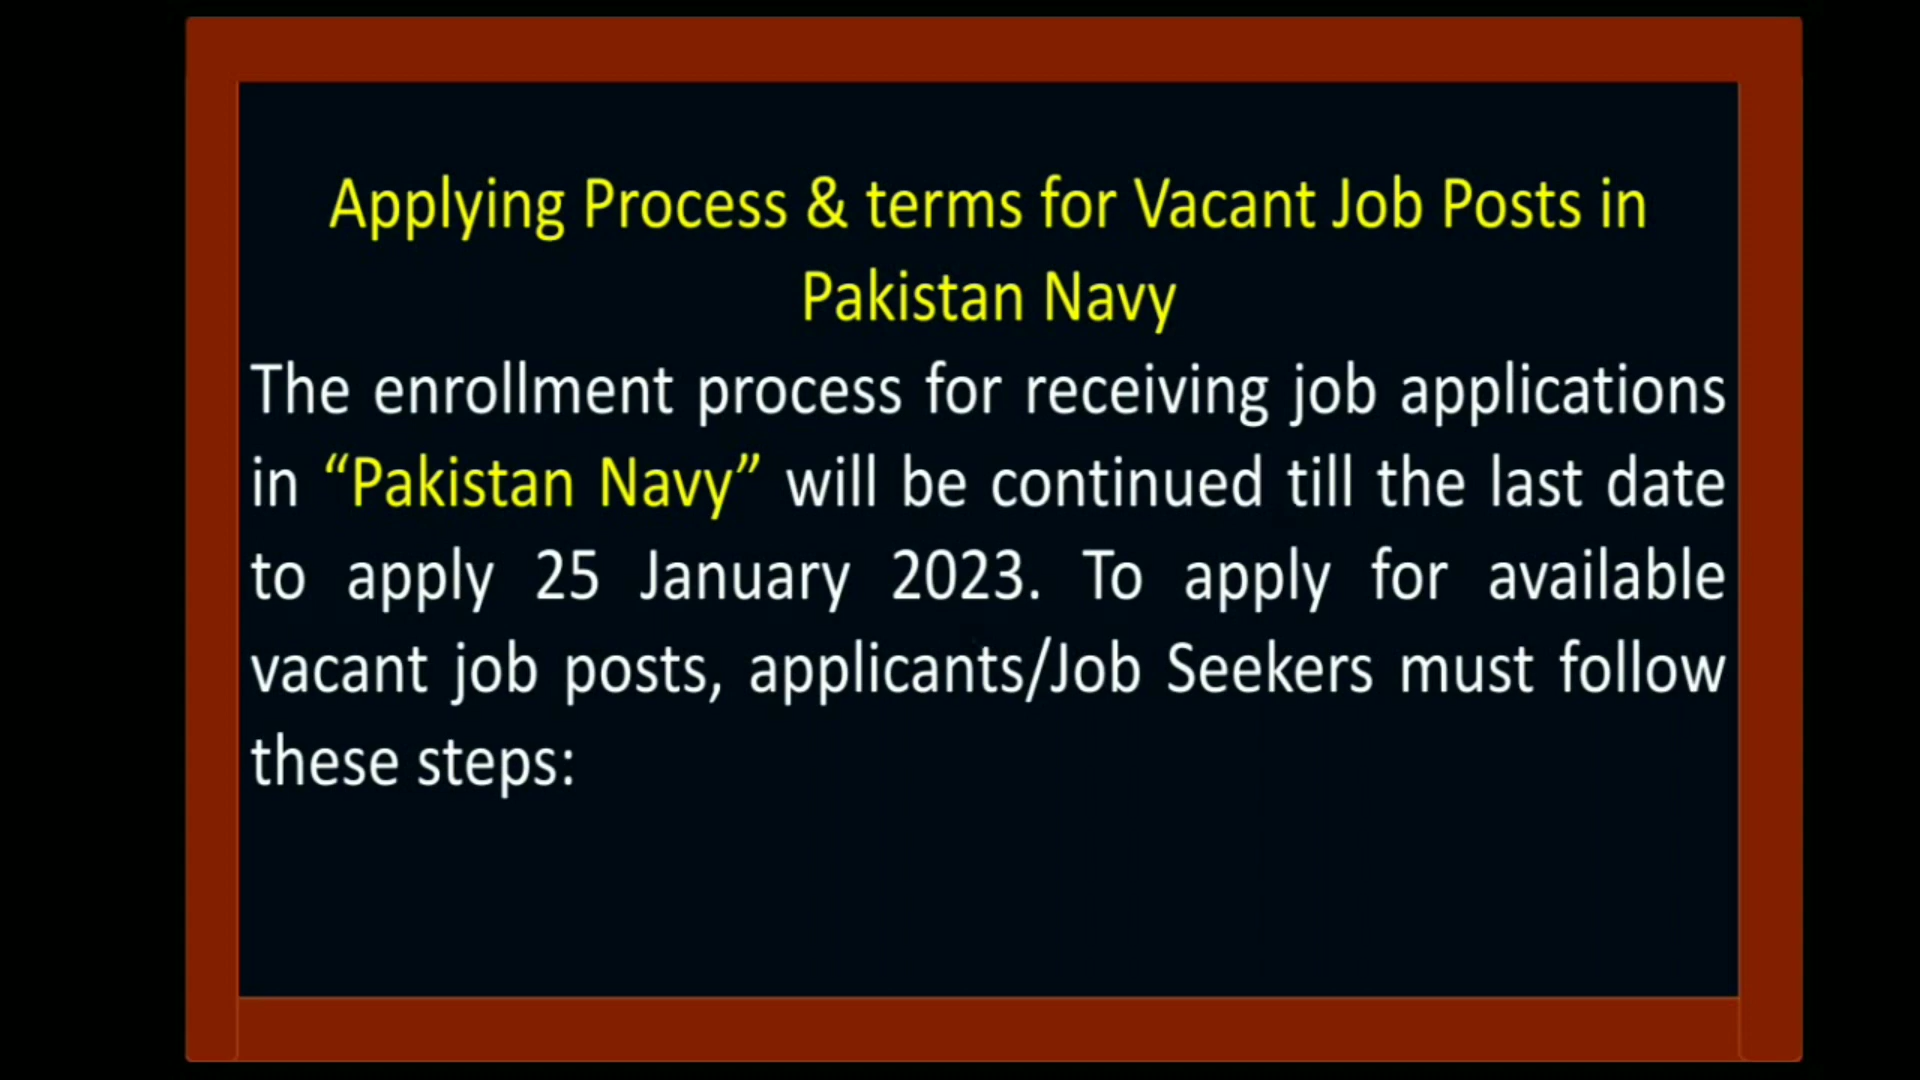 Applying Process & terms for Vacant Job Posts in
Pakistan Navy
The enrollment process for receiving job applications
in “Pakistan Navy” will be continued till the last date
to apply 25 January 2023. To apply for available
vacant job posts, applicants/Job Seekers must follow
these steps: